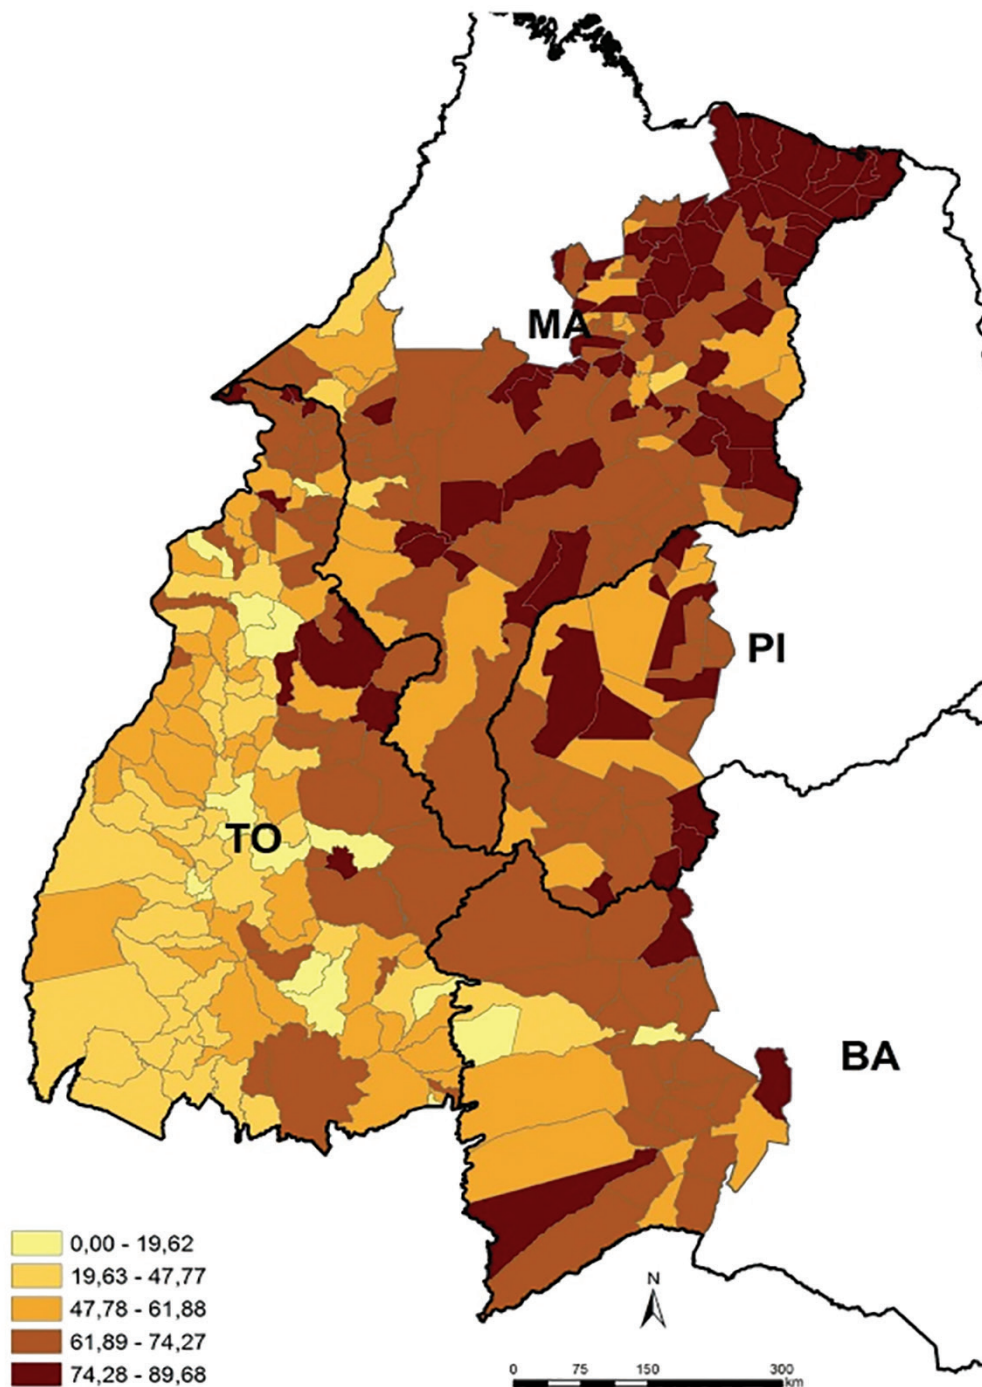 MA
PI
TO
BA
0,00 - 19,62
19,63 - 47,77
47,78 - 61,88
61,89 - 74,27
74,28 - 89,68
N
0 75 150 300
km